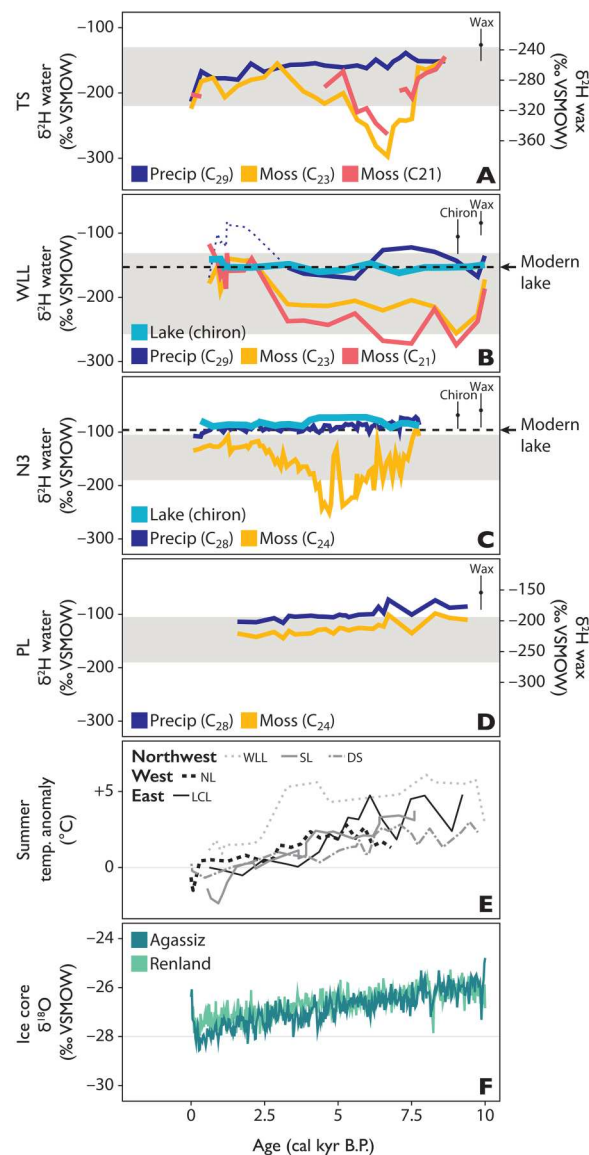 −100
−200
−300
TS
δ²H water
(‰ VSMOW)
Wax
−240
−280
−320
−360
δ²H wax
(‰ VSMOW)
Precip (C₂₉) Moss (C₂₃) Moss (C21)
A
−100
−200
−300
WLL
δ²H water
(‰ VSMOW)
Chiron
Wax
Modern
lake
Lake (chiron)
Precip (C₂₉) Moss (C₂₃) Moss (C₂₁)
B
−100
−200
−300
N3
δ²H water
(‰ VSMOW)
Chiron
Wax
Modern
lake
Lake (chiron)
Precip (C₂₈) Moss (C₂₄)
C
−100
−200
−300
PL
δ²H water
(‰ VSMOW)
Wax
−150
−200
−250
−300
δ²H wax
(‰ VSMOW)
Precip (C₂₈) Moss (C₂₄)
D
Northwest WLL SL DS
West NL
East LCL
+5
0
Summer
temp. anomaly
(°C)
E
−24
−26
−28
−30
Ice core
δ¹⁸O
(‰ VSMOW)
Agassiz
Renland
F
0 2.5 5 7.5 10
Age (cal kyr B.P.)